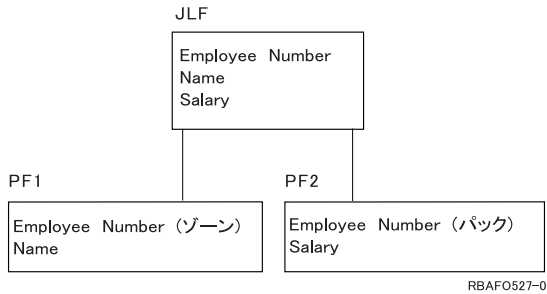 JLF
Employee Number
Name
Salary
PF1
PF2
Employee Number (ゾーン)
Name
Employee Number (パック)
Salary
RBAFO527-0